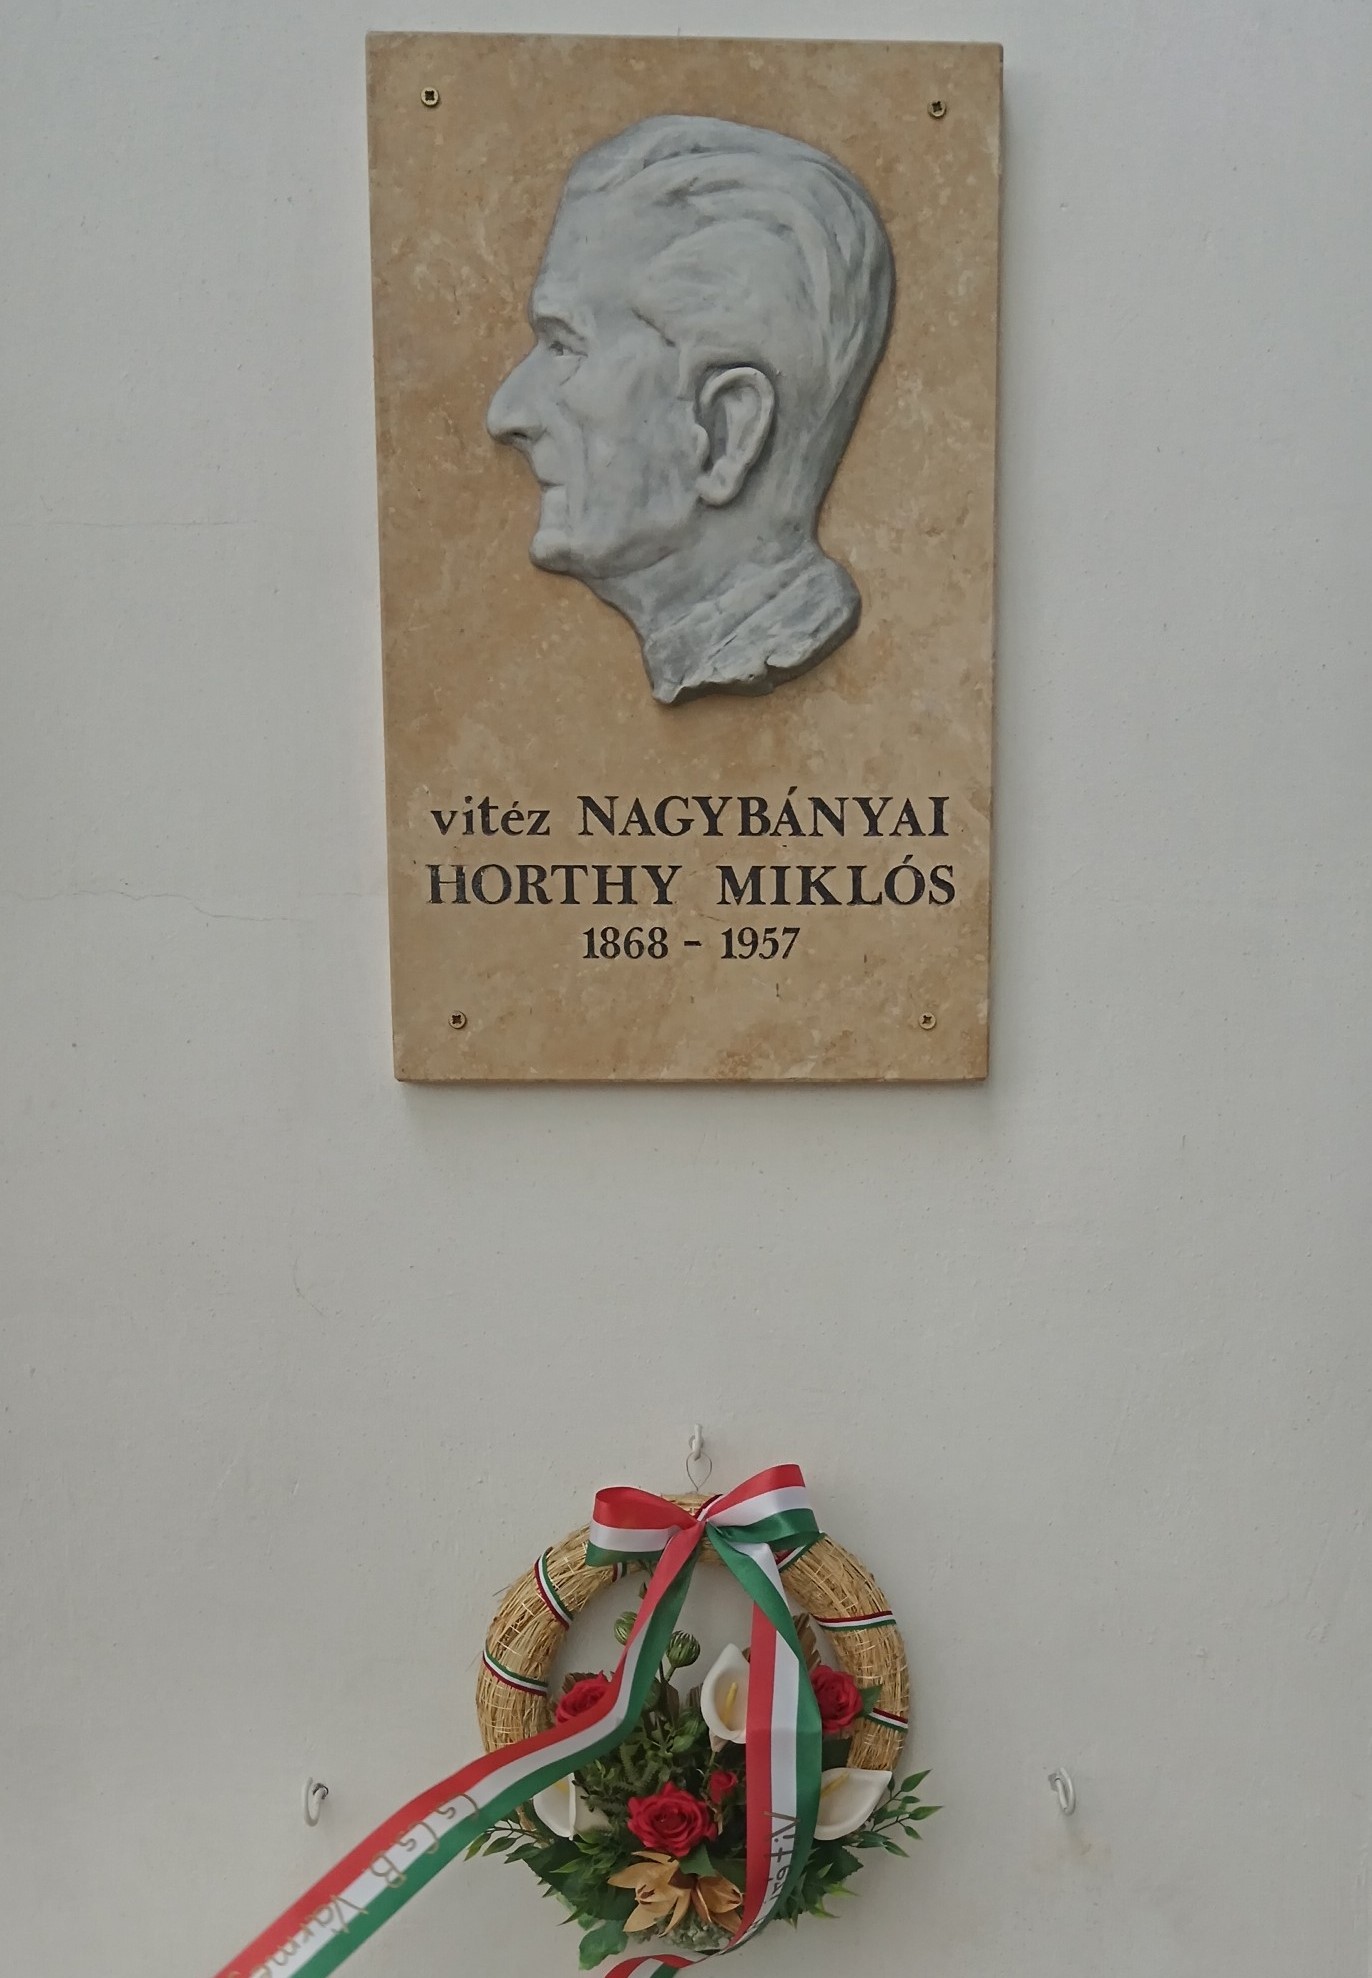 vitéz NAGYBÁNYAI
HORTHY MIKLÓS
1868 - 1957